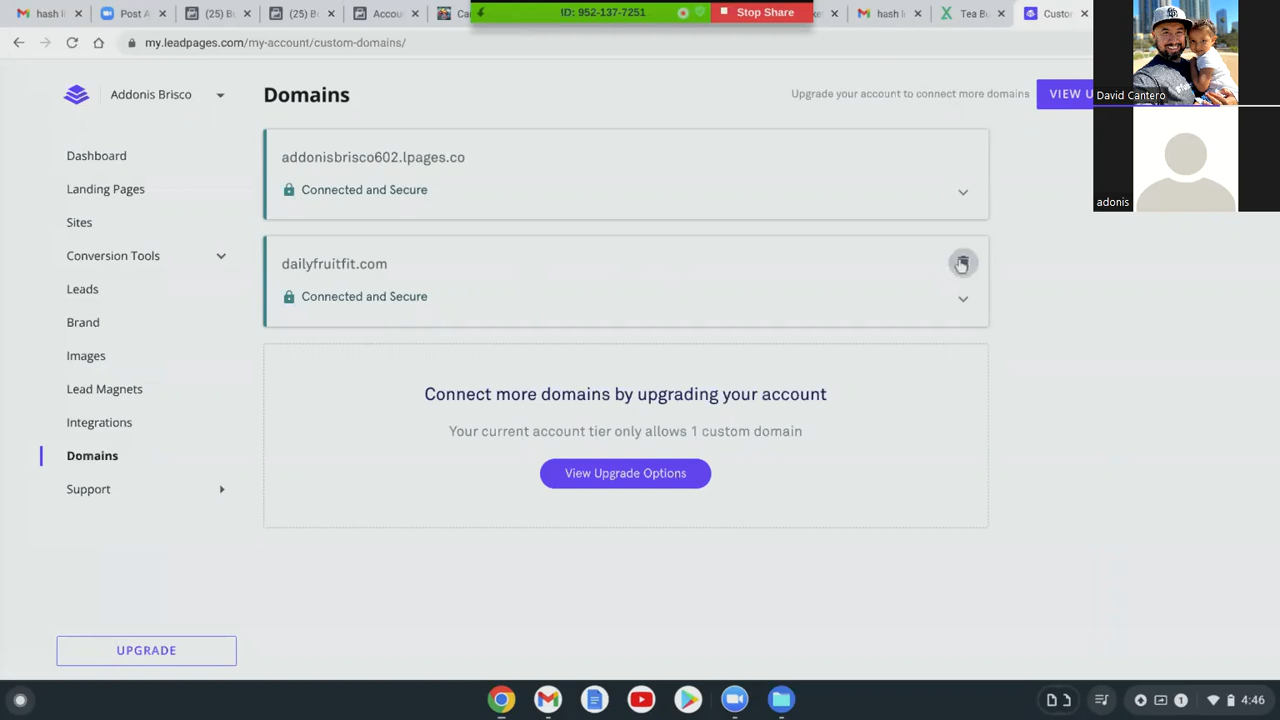 hash i
Post A
(25) B
(25) B
Accou
Ca
ID: 952-137-7251
Stop Share
ket
hash
Tea Bu
Custo
my.leadpages.com/my-account/custom-domains/
David Cantero
adonis
Addonis Brisco
Domains
Upgrade your account to connect more domains
VIEW U
Dashboard
Landing Pages
Sites
Conversion Tools
Leads
Brand
Images
Lead Magnets
Integrations
Domains
Support
UPGRADE
addonisbrisco602.lpages.co
Connected and Secure
dailyfruitfit.com
Connected and Secure
Connect more domains by upgrading your account
Your current account tier only allows 1 custom domain
View Upgrade Options
1
4:46